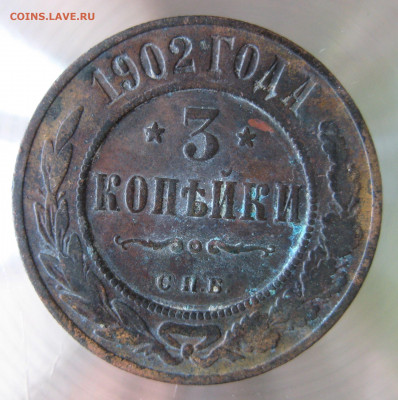 COINS.LAVE.RU
1902 ГОДА
3
КОПѢЙКИ
С.П.Б.